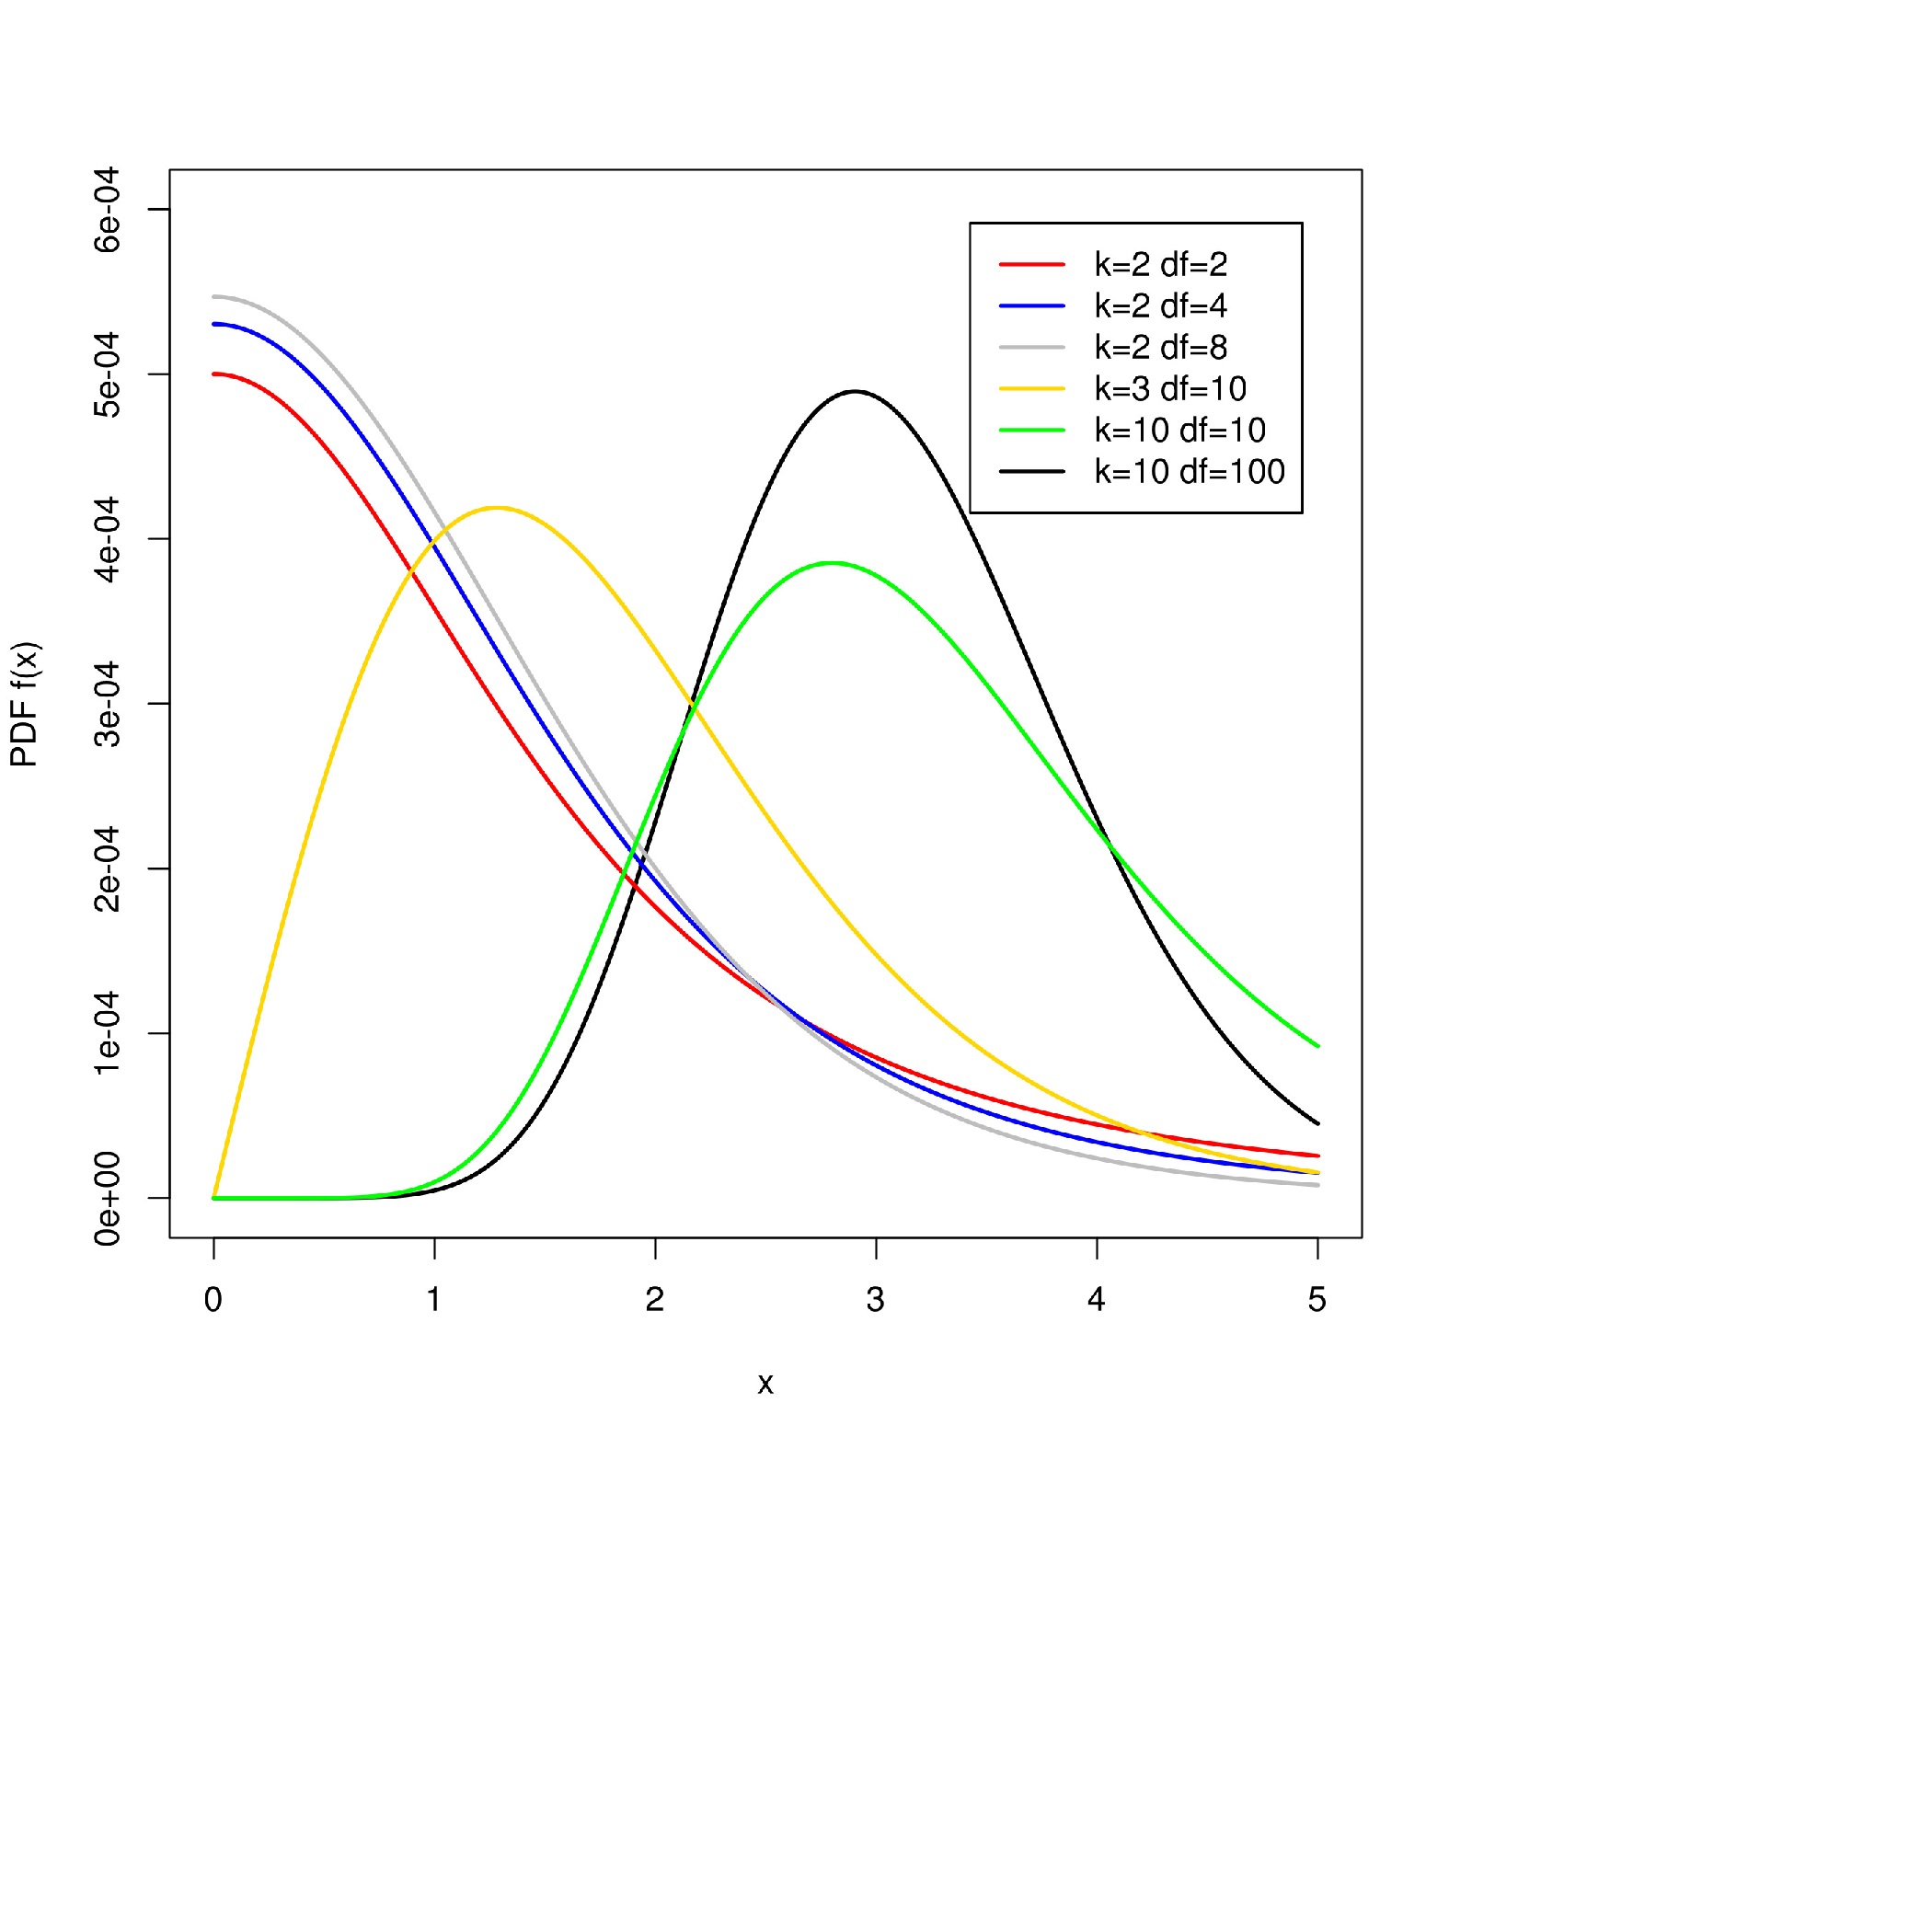 PDF f(x)
6e-04
5e-04
4e-04
3e-04
2e-04
1e-04
0e+00
k=2 df=2
k=2 df=4
k=2 df=8
k=3 df=10
k=10 df=10
k=10 df=100
0 1 2 3 4 5
x